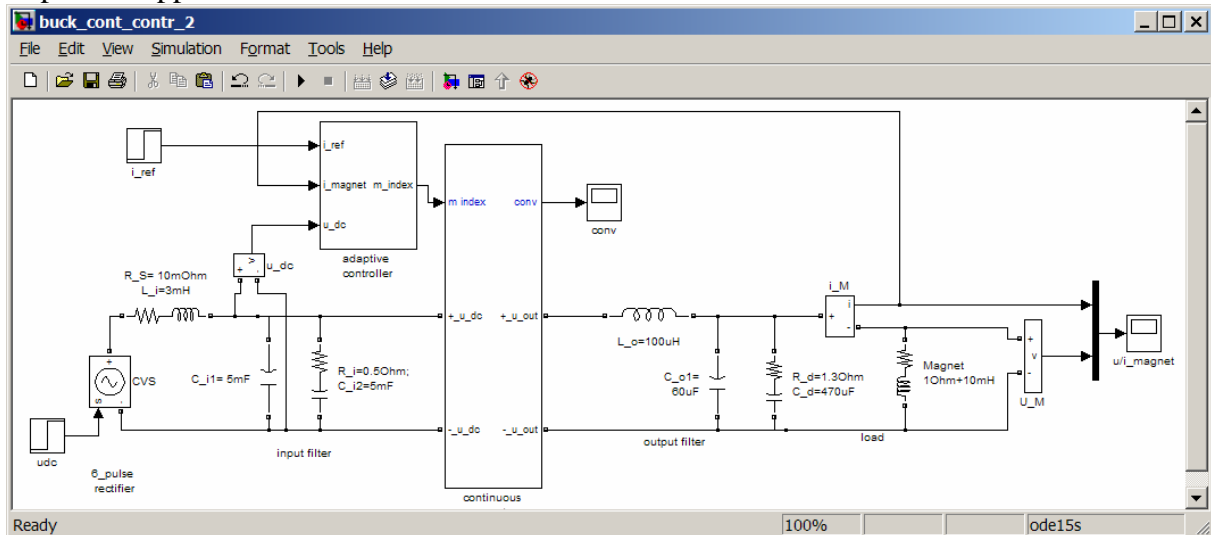 buck_cont_contr_2
File Edit View Simulation Format Tools Help
i_ref
i_ref
i_magnet m_index
u_dc
adaptive
controller
m index conv
conv
+
-
v
u_dc
R_S= 10mOhm
L_i=3mH
+
CVS
s
-
udc
6_pulse
rectifier
C_i1= 5mF
R_i=0.5Ohm;
C_i2=5mF
input filter
+_u_dc +_u_out
-_u_dc -_u_out
continuous
L_o=100uH
C_o1=
60uF
R_d=1.3Ohm
C_d=470uF
output filter
i_M
+ i
-
Magnet
1Ohm+10mH
load
+
v
-
U_M
u/i_magnet
Ready 100% ode15s